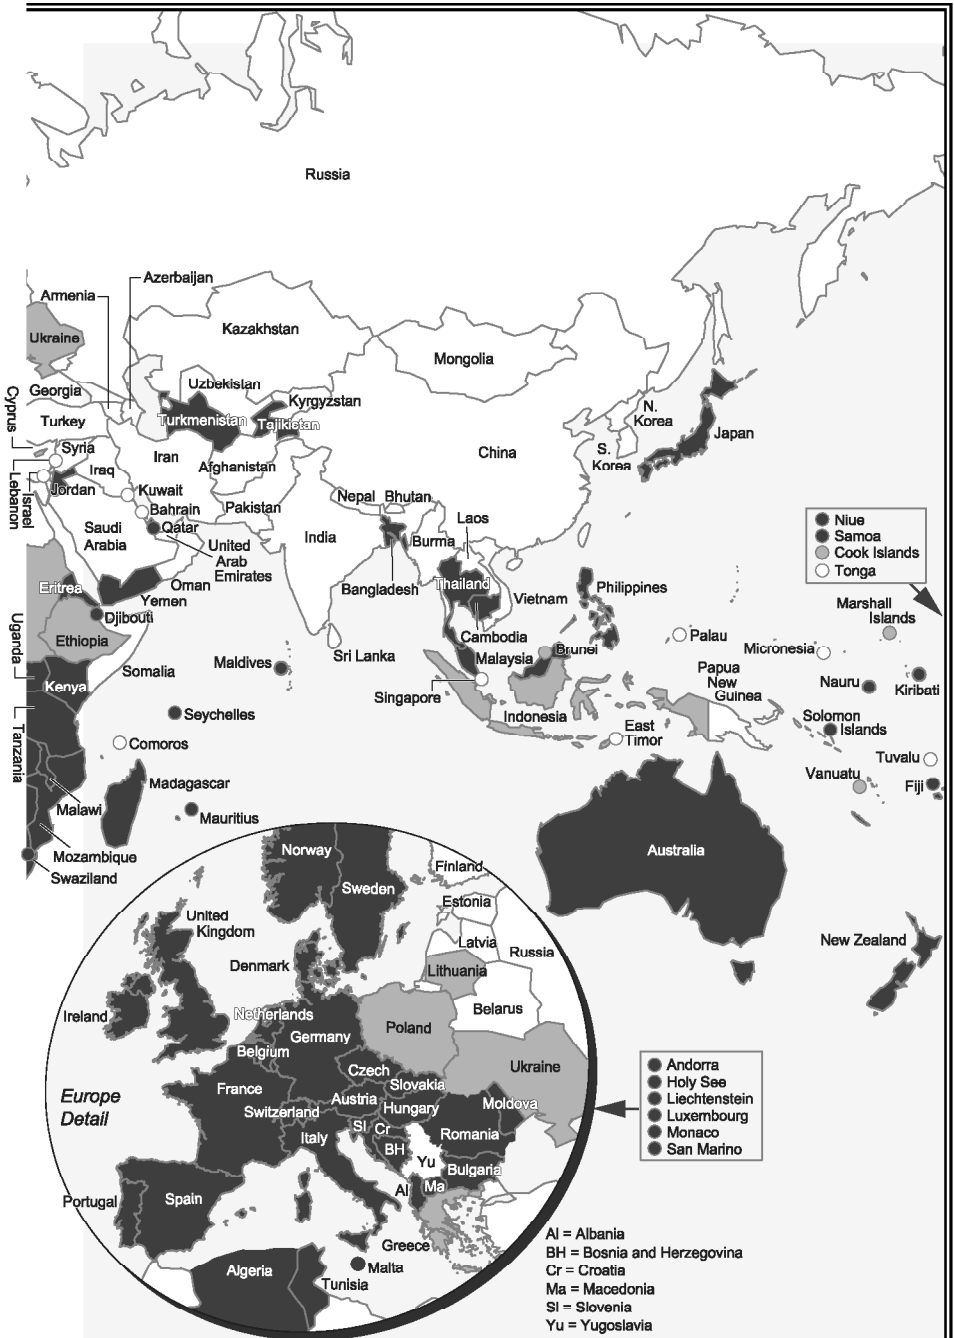 Russia
Azerbaijan
Armenia
Ukraine
Kazakhstan
Mongolia
Georgia
Uzbekistan
Kyrgyzstan
Cyprus
Turkey
Turkmenistan
Tajikistan
N.
Korea
Japan
Syria
Iran
Afghanistan
China
S.
Korea
Iraq
Lebanon
Israel
Jordan
Kuwait
Bahrain
Pakistan
Nepal
Bhutan
Laos
Saudi
Arabia
Qatar
India
Burma
United
Arab
Emirates
Niue
Samoa
Cook Islands
Tonga
Eritrea
Oman
Yemen
Bangladesh
Thailand
Vietnam
Philippines
Djibouti
Marshall
Islands
Uganda
Ethiopia
Cambodia
Palau
Micronesia
Somalia
Maldives
Sri Lanka
Malaysia
Brunei
Papua
New
Guinea
Kenya
Singapore
Nauru
Kiribati
Seychelles
Indonesia
Solomon
Islands
Tanzania
Comoros
East
Timor
Tuvalu
Madagascar
Vanuatu
Fiji
Malawi
Mauritius
Mozambique
Swaziland
Australia
New Zealand
Norway
Sweden
Finland
United
Kingdom
Estonia
Latvia
Russia
Denmark
Lithuania
Ireland
Netherlands
Belarus
Poland
Germany
Belgium
Ukraine
Czech
Andorra
Holy See
Liechtenstein
Luxembourg
Monaco
San Marino
Europe
Detail
France
Slovakia
Austria
Switzerland
Hungary
Moldova
Italy
Sl
Cr
Romania
BH
Yu
Bulgaria
Portugal
Spain
Al
Ma
Greece
Algeria
Malta
Tunisia
Al = Albania
BH = Bosnia and Herzegovina
Cr = Croatia
Ma = Macedonia
Sl = Slovenia
Yu = Yugoslavia